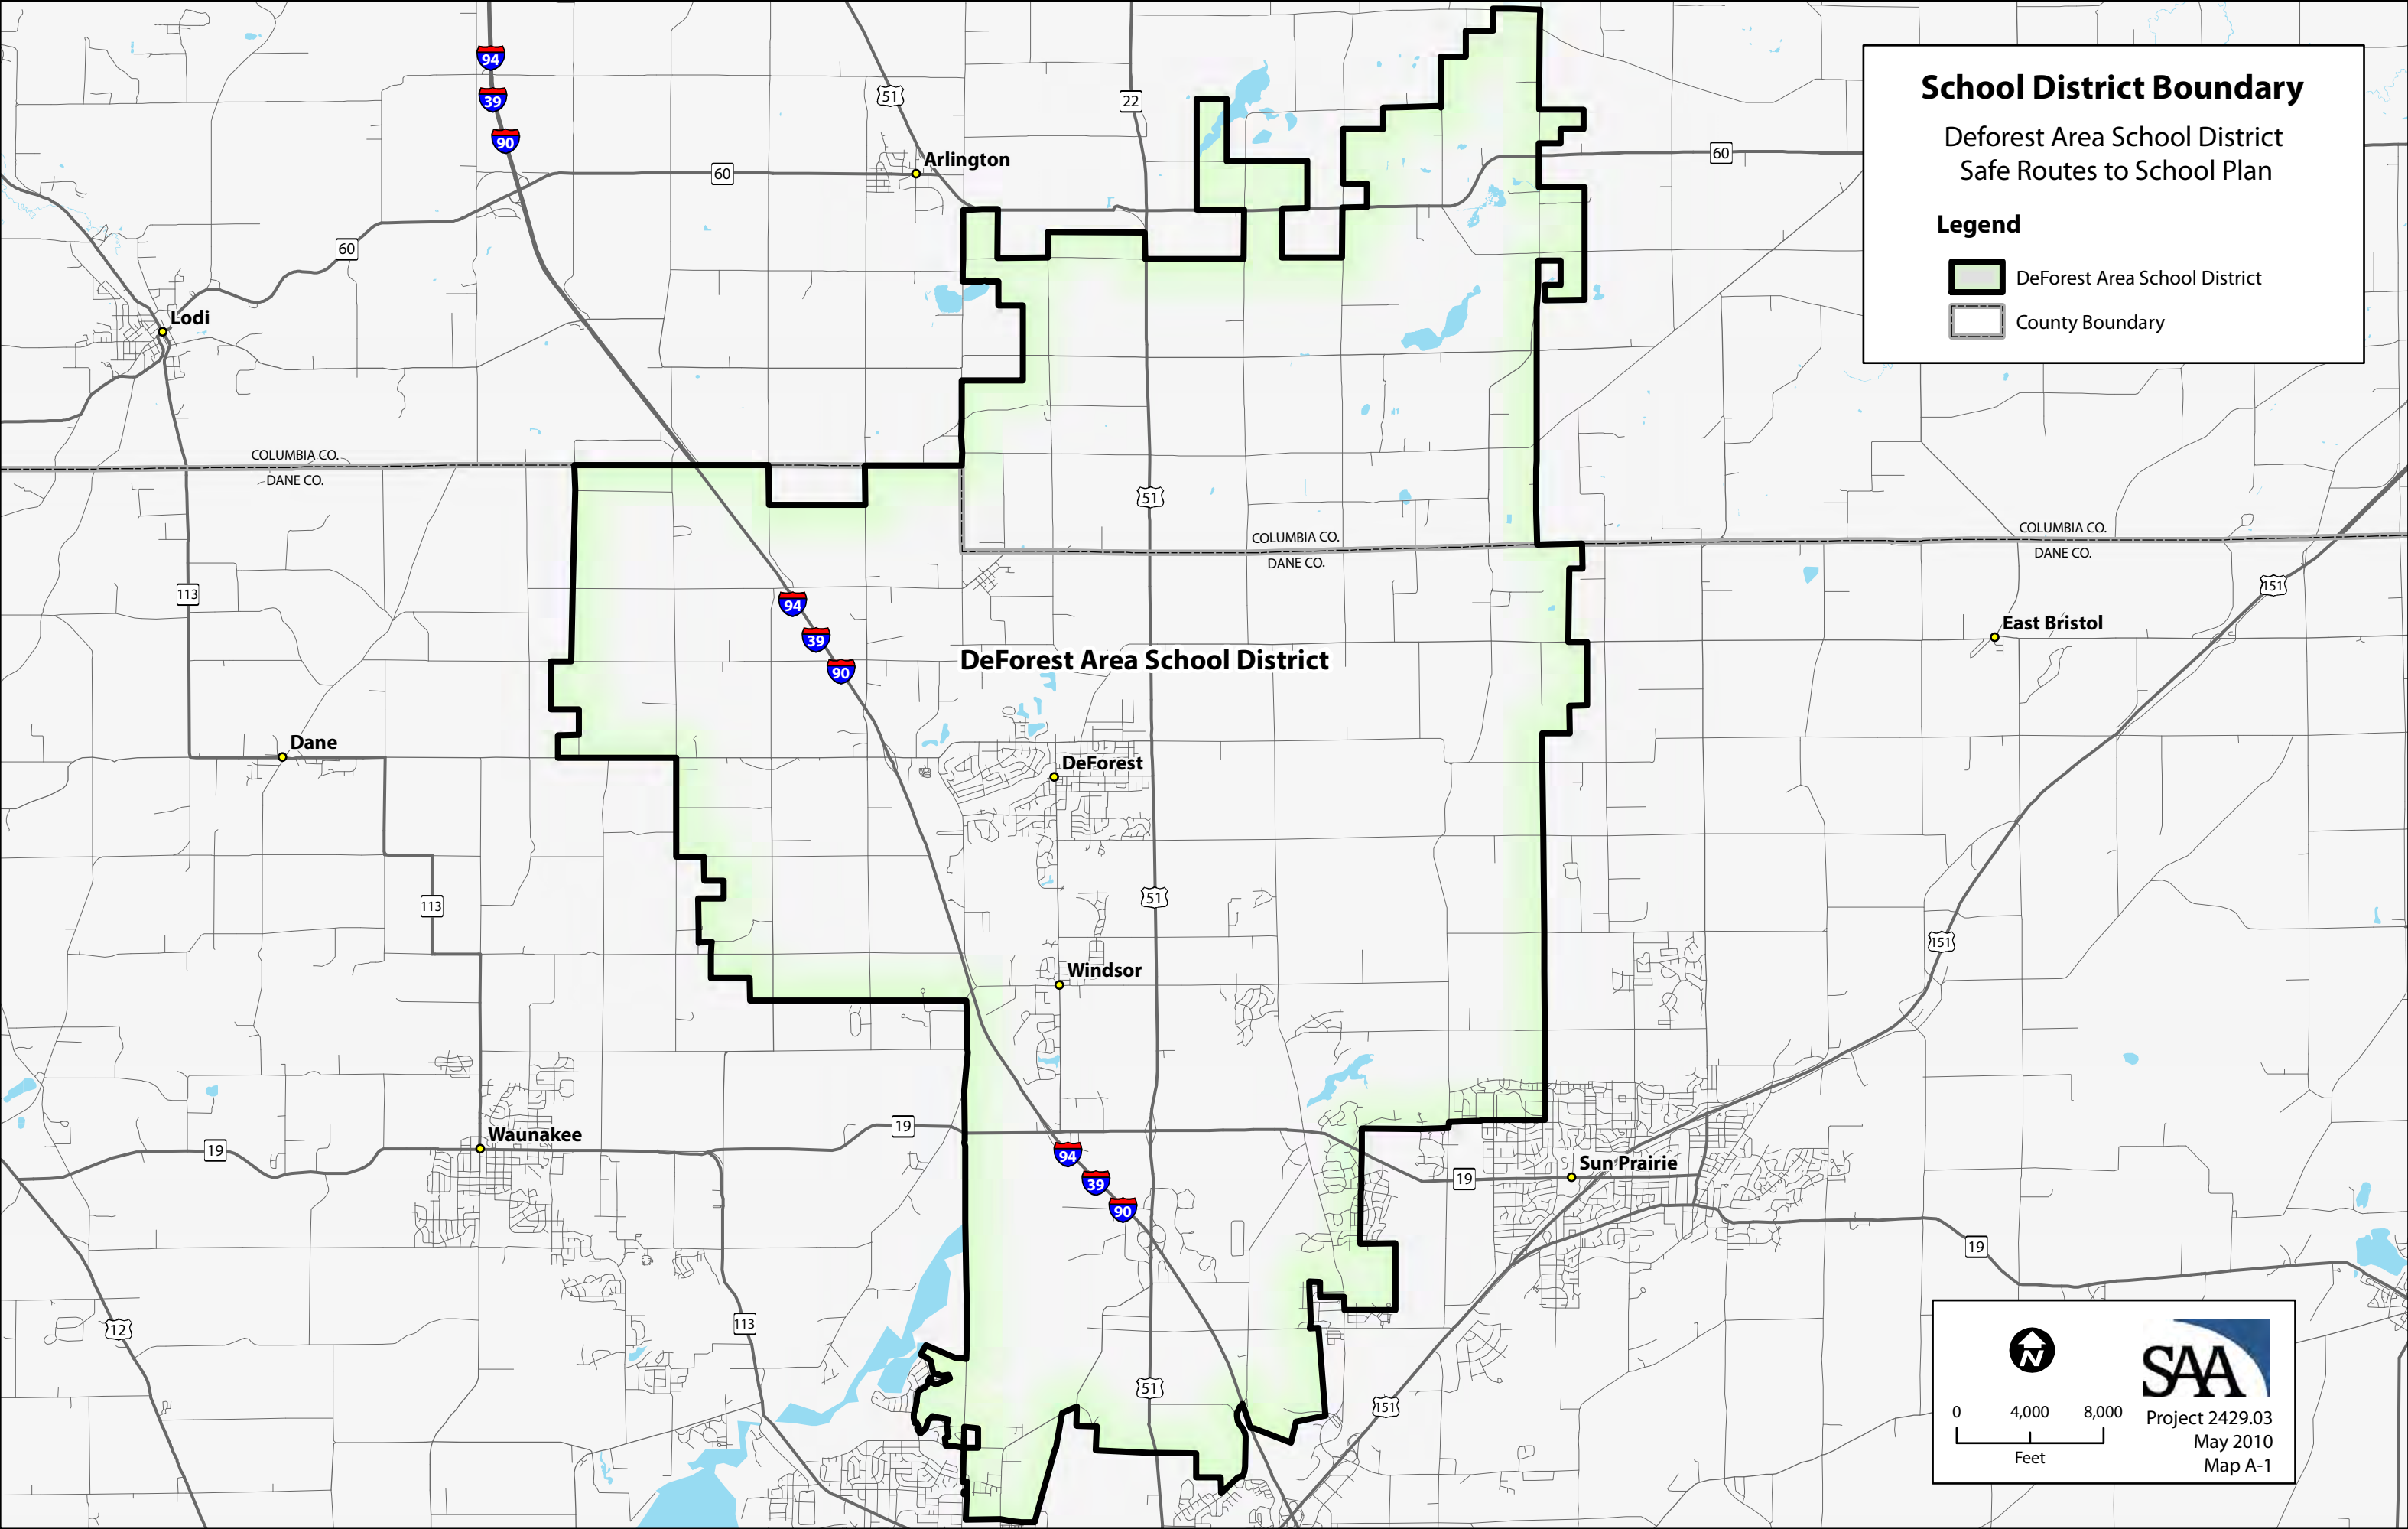 School District Boundary
Deforest Area School District
Safe Routes to School Plan
Legend
DeForest Area School District
County Boundary
94
39
90
51
22
60
Arlington
60
60
Lodi
COLUMBIA CO.
DANE CO.
51
COLUMBIA CO.
DANE CO.
COLUMBIA CO.
DANE CO.
113
94
39
90
151
East Bristol
DeForest Area School District
Dane
DeForest
113
51
151
Windsor
19
Waunakee
19
94
39
90
Sun Prairie
19
19
12
113
51
151
0 4,000 8,000
Feet
N
SAA
Project 2429.03
May 2010
Map A-1